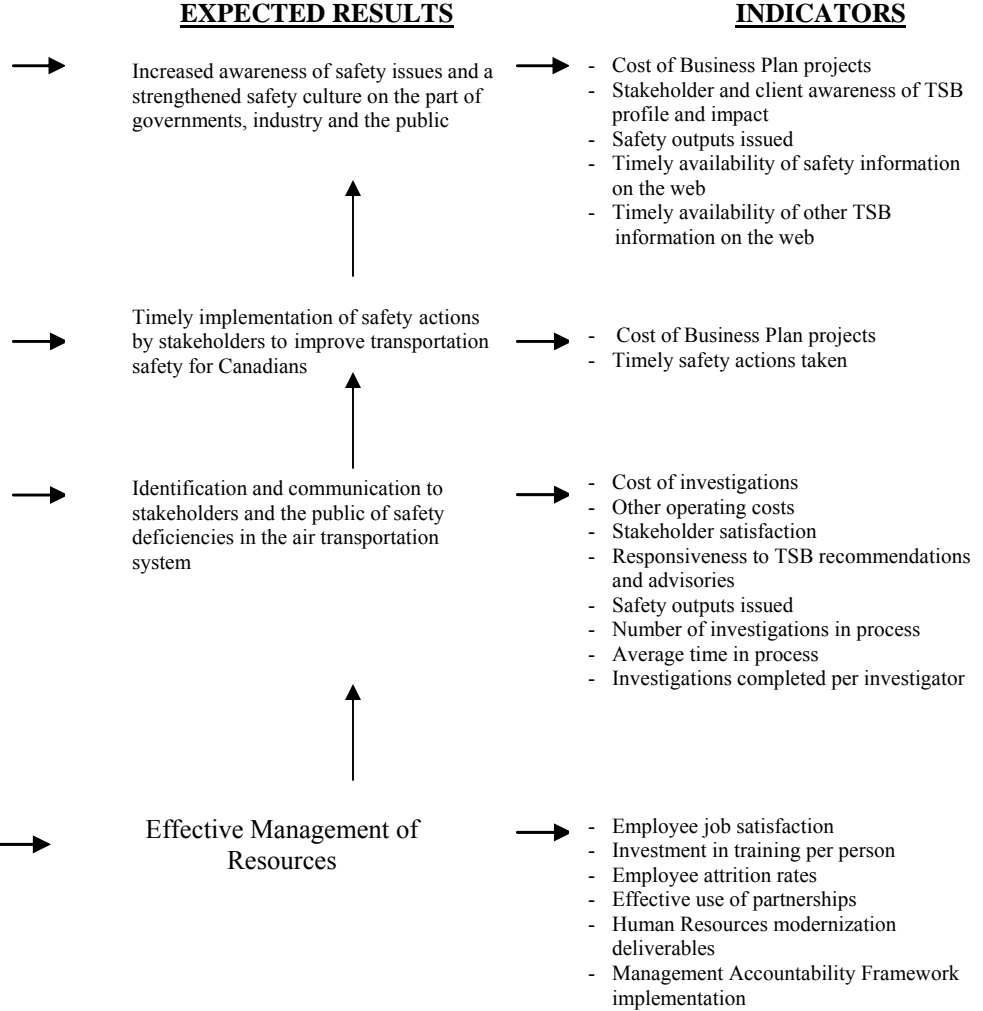 EXPECTED RESULTS
INDICATORS
Increased awareness of safety issues and a
strengthened safety culture on the part of
governments, industry and the public
- Cost of Business Plan projects
- Stakeholder and client awareness of TSB
profile and impact
- Safety outputs issued
- Timely availability of safety information
on the web
- Timely availability of other TSB
information on the web
Timely implementation of safety actions
by stakeholders to improve transportation
safety for Canadians
- Cost of Business Plan projects
- Timely safety actions taken
Identification and communication to
stakeholders and the public of safety
deficiencies in the air transportation
system
- Cost of investigations
- Other operating costs
- Stakeholder satisfaction
- Responsiveness to TSB recommendations
and advisories
- Safety outputs issued
- Number of investigations in process
- Average time in process
- Investigations completed per investigator
Effective Management of
Resources
- Employee job satisfaction
- Investment in training per person
- Employee attrition rates
- Effective use of partnerships
- Human Resources modernization
deliverables
- Management Accountability Framework
implementation